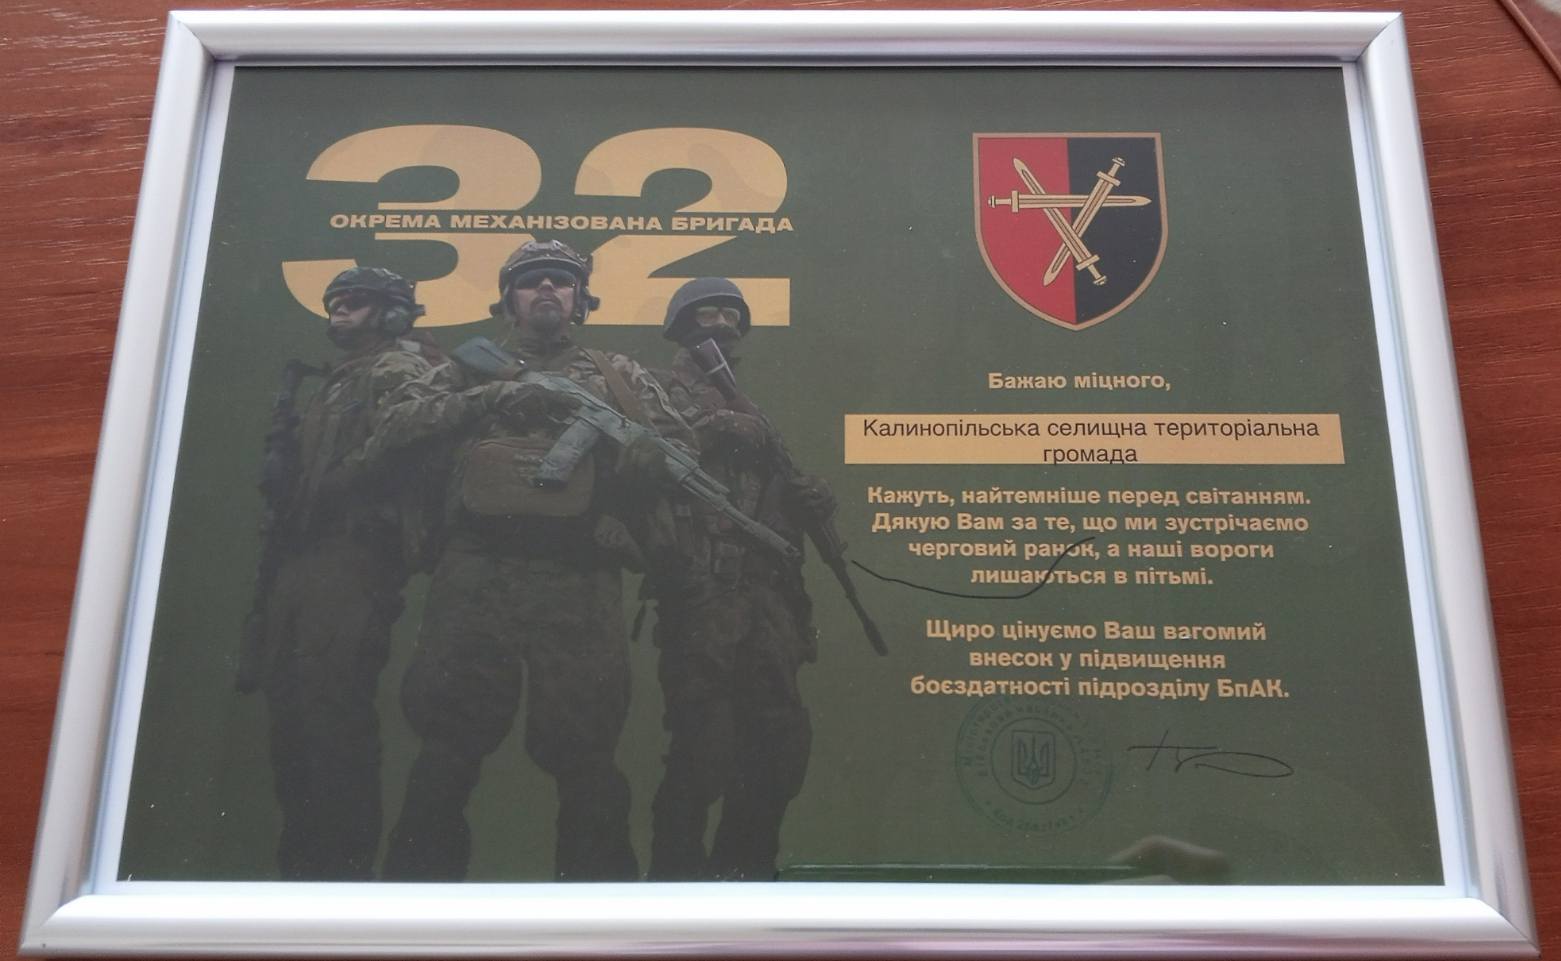 32
ОКРЕМА МЕХАНІЗОВАНА БРИГАДА
Бажаю міцного,
Калинопільська селищна територіальна
громада
Кажуть, найтемніше перед світанням.
Дякую Вам за те, що ми зустрічаємо
черговий ранок, а наші вороги
лишаються в пітьмі.
Щиро цінуємо Ваш вагомий
внесок у підвищення
боєздатності підрозділу БпАК.